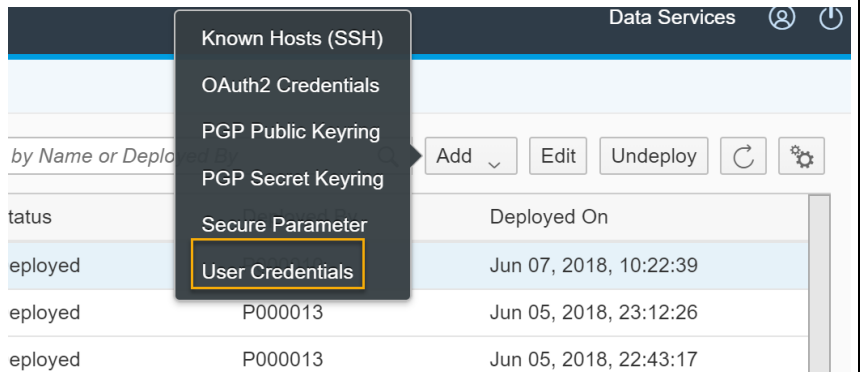 Data Services
Known Hosts (SSH)
OAuth2 Credentials
PGP Public Keyring
PGP Secret Keyring
Secure Parameter
User Credentials
by Name or Deployed By
Add
Edit
Undeploy
tatus
Deployed By
Deployed On
eployed
Jun 07, 2018, 10:22:39
eployed
P000013
Jun 05, 2018, 23:12:26
eployed
P000013
Jun 05, 2018, 22:43:17